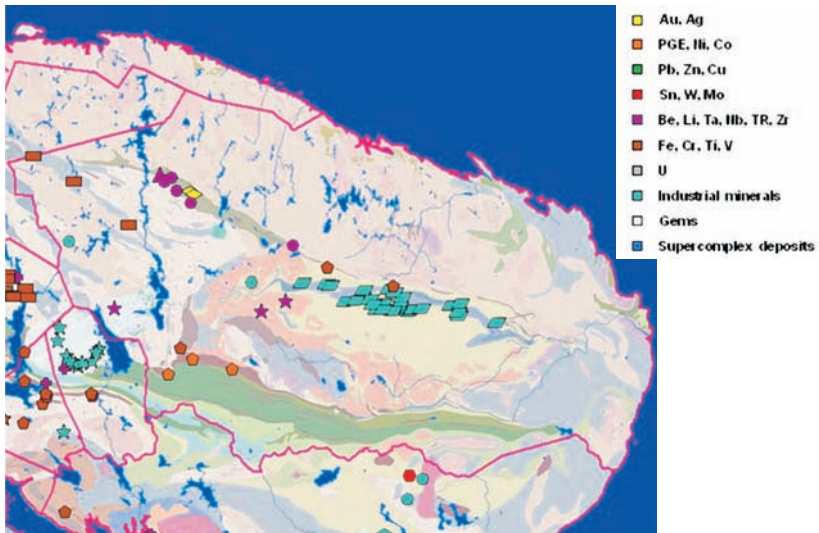 Au, Ag
PGE, Ni, Co
Pb, Zn, Cu
Sn, W, Mo
Be, Li, Ta, Nb, TR, Zr
Fe, Cr, Ti, V
U
Industrial minerals
Gems
Supercomplex deposits